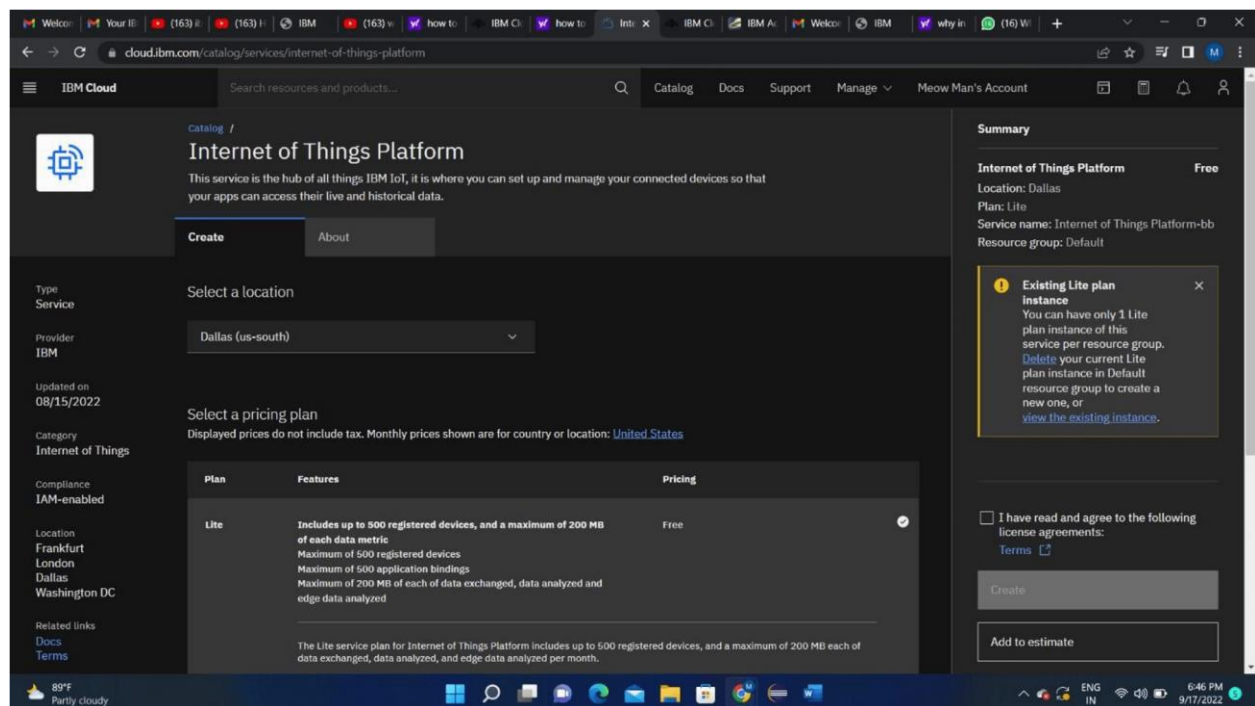 Welcon
Your IB
(163) is
(163) H
IBM
(163) w
how to
IBM Cl
how to
Inte
IBM Cl
IBM Ac
Welcon
IBM
why in
(16) W
cloud.ibm.com/catalog/services/internet-of-things-platform
M
IBM Cloud
Search resources and products...
Catalog
Docs
Support
Manage
Meow Man's Account
Catalog /
Internet of Things Platform
This service is the hub of all things IBM IoT, it is where you can set up and manage your connected devices so that
your apps can access their live and historical data.
Create
About
Type
Service
Provider
IBM
Updated on
08/15/2022
Category
Internet of Things
Compliance
IAM-enabled
Location
Frankfurt
London
Dallas
Washington DC
Related links
Docs
Terms
Select a location
Dallas (us-south)
Select a pricing plan
Displayed prices do not include tax. Monthly prices shown are for country or location: United States
Plan
Features
Pricing
Lite
Includes up to 500 registered devices, and a maximum of 200 MB
of each data metric
Maximum of 500 registered devices
Maximum of 500 application bindings
Maximum of 200 MB of each of data exchanged, data analyzed and
edge data analyzed
Free
The Lite service plan for Internet of Things Platform includes up to 500 registered devices, and a maximum of 200 MB each of
data exchanged, data analyzed, and edge data analyzed per month.
Summary
Internet of Things Platform Free
Location: Dallas
Plan: Lite
Service name: Internet of Things Platform-bb
Resource group: Default
Existing Lite plan
instance
You can have only 1 Lite
plan instance of this
service per resource group.
Delete your current Lite
plan instance in Default
resource group to create a
new one, or
view the existing instance.
I have read and agree to the following
license agreements:
Terms
Create
Add to estimate
89°F
Partly cloudy
ENG
IN
6:46 PM
9/17/2022
5